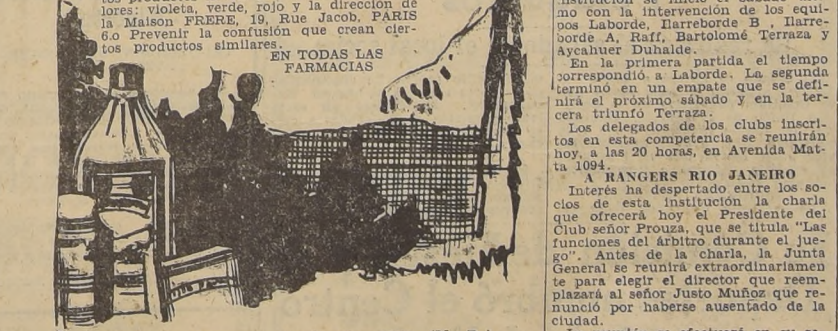 lores: violeta, verde, rojo y la dirección de
la Maison FRERE, 19, Rue Jacob, PARIS
6.o Prevenir la confusión que crean cier-
tos productos similares.
EN TODAS LAS
FARMACIAS
mo con la intervención de los equi-
pos Laborde, Ilarreborde B , Ilarre-
borde A, Raff, Bartolomé Terraza y
Aycahuer Duhalde.
En la primera partida el tiempo
correspondió a Laborde. La segunda
terminó en un empate que se defi-
nirá el próximo sábado y en la ter-
cera triunfó Terraza.
Los delegados de los clubs inscri-
tos en esta competencia se reunirán
hoy, a las 20 horas, en Avenida Mat-
ta 1094.
A RANGERS RIO JANEIRO
Interés ha despertado entre los so-
cios de esta institución la charla
que ofrecerá hoy el Presidente del
Club señor Prouza, que se titula "Las
funciones del árbitro durante el jue-
go". Antes de la charla, la Junta
General se reunirá extraordinariamen
te para elegir el director que reem-
plazará al señor Justo Muñoz que re-
nunció por haberse ausentado de la
ciudad.